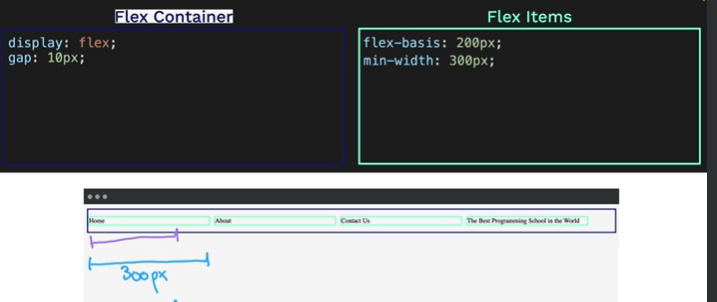 Flex Container
Flex Items
display: flex;
gap: 10px;
flex-basis: 200px;
min-width: 300px;
Home
About
Contact Us
The Best Programming School in the World
300px